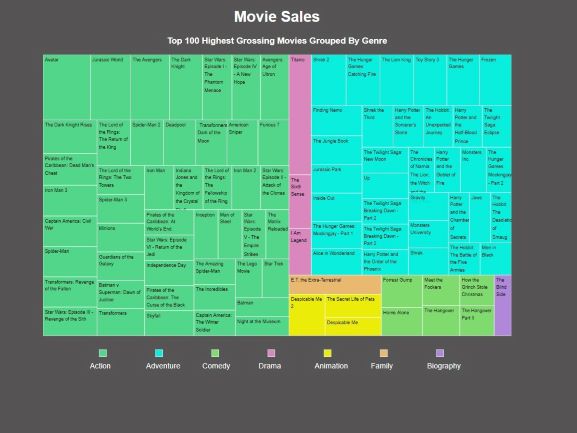 Movie Sales
Top 100 Highest Grossing Movies Grouped By Genre
Avatar
Jurassic World
The Avengers
The Dark
Knight
Star Wars:
Episode I -
The
Phantom
Menace
Star Wars:
Episode IV
- A New
Hope
Avengers:
Age of
Ultron
Titanic
Shrek 2
The Hunger
Games:
Catching Fire
The Lion King
Toy Story 3
The Hunger
Games
Frozen
The Dark Knight Rises
The Lord of
the Rings:
The Return of
the King
Spider-Man 2
Deadpool
Transformers:
Dark of the
Moon
American
Sniper
Furious 7
Finding Nemo
Shrek the
Third
Harry Potter
and the
Sorcerer's
Stone
The Hobbit:
An
Unexpected
Journey
Harry
Potter and
the
Half-Blood
Prince
The
Twilight
Saga:
Eclipse
Pirates of the
Caribbean: Dead Man's
Chest
The Lord of the
Rings: The Two
Towers
Iron Man
Indiana
Jones and
the
Kingdom of
the Crystal
The Lord of
the Rings:
The
Fellowship
of the Ring
Iron Man 2
Star Wars:
Episode II -
Attack of
the Clones
The
Sixth
Sense
The Jungle Book
The Twilight Saga:
New Moon
The
Chronicles
of Narnia:
The Lion,
the Witch
and the
Harry
Potter and
the Goblet of
Fire
Monsters,
Inc.
The
Hunger
Games:
Mockingjay
- Part 2
Iron Man 3
Spider-Man 3
Jurassic Park
Up
Captain America: Civil
War
Minions
Pirates of the
Caribbean: At
World's End
Inception
Man of
Steel
Star
Wars:
Episode
V - The
Empire
Strikes
The
Matrix
Reloaded
I Am
Legend
Inside Out
The Twilight Saga:
Breaking Dawn -
Part 2
Gravity
Harry
Potter
and the
Chamber
of
Secrets
Jaws
The
Hobbit:
The
Desolation
of
Smaug
Spider-Man
Guardians of the
Galaxy
Star Wars: Episode
VI - Return of the
Jedi
The Hunger Games:
Mockingjay - Part 1
The Twilight Saga:
Breaking Dawn -
Part 1
Monsters
University
Transformers: Revenge
of the Fallen
Batman v
Superman: Dawn of
Justice
Independence Day
The Amazing
Spider-Man
The Lego
Movie
Star Trek
Alice in Wonderland
Harry Potter and
the Order of the
Phoenix
Shrek
The Hobbit:
The Battle of
the Five
Armies
Men in
Black
Star Wars: Episode III -
Revenge of the Sith
Transformers
Pirates of the
Caribbean: The
Curse of the Black
The Incredibles
Batman
Skyfall
Captain America:
The Winter
Soldier
Night at the Museum
E.T. the Extra-Terrestrial
Despicable Me
2
The Secret Life of Pets
Despicable Me
Forrest Gump
Home Alone
Meet the
Fockers
The Hangover
How the
Grinch Stole
Christmas
The Hangover
Part II
The
Blind
Side
Action
Adventure
Comedy
Drama
Animation
Family
Biography